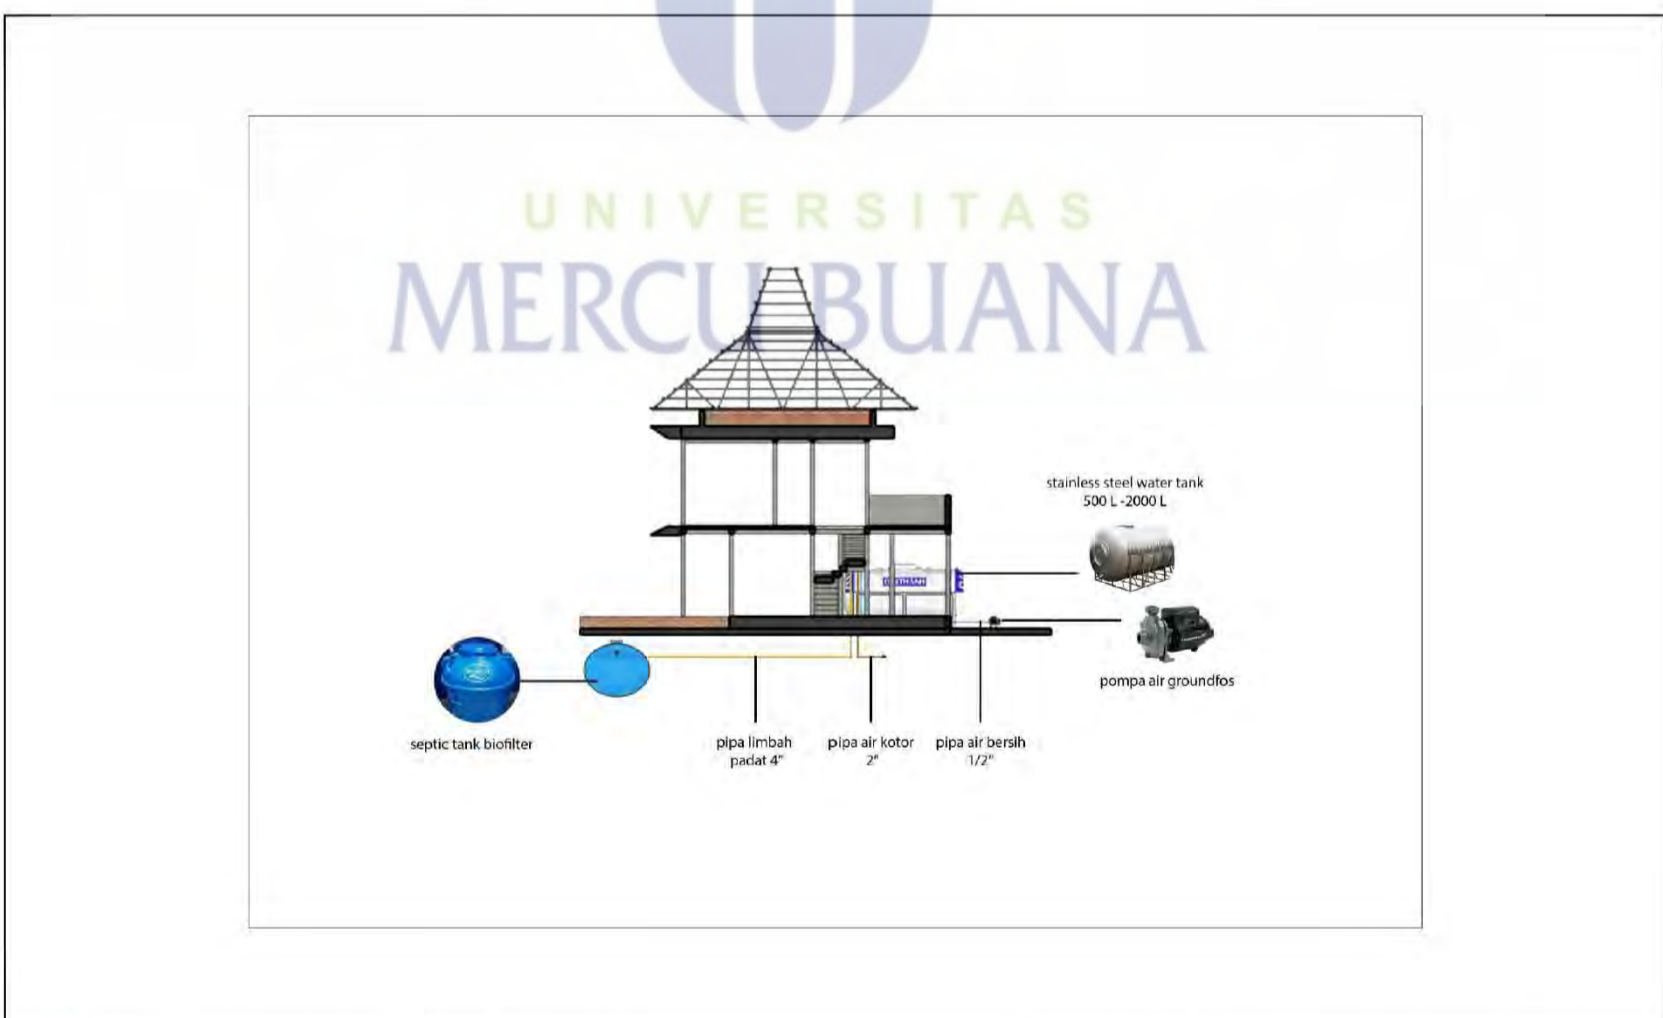 UNIVERSITAS
MERCU BUANA
stainless steel water tank
500 L -2000 L
pompa air groundfos
septic tank biofilter
pipa limbah
padat 4"
pipa air kotor
2"
pipa air bersih
1/2"